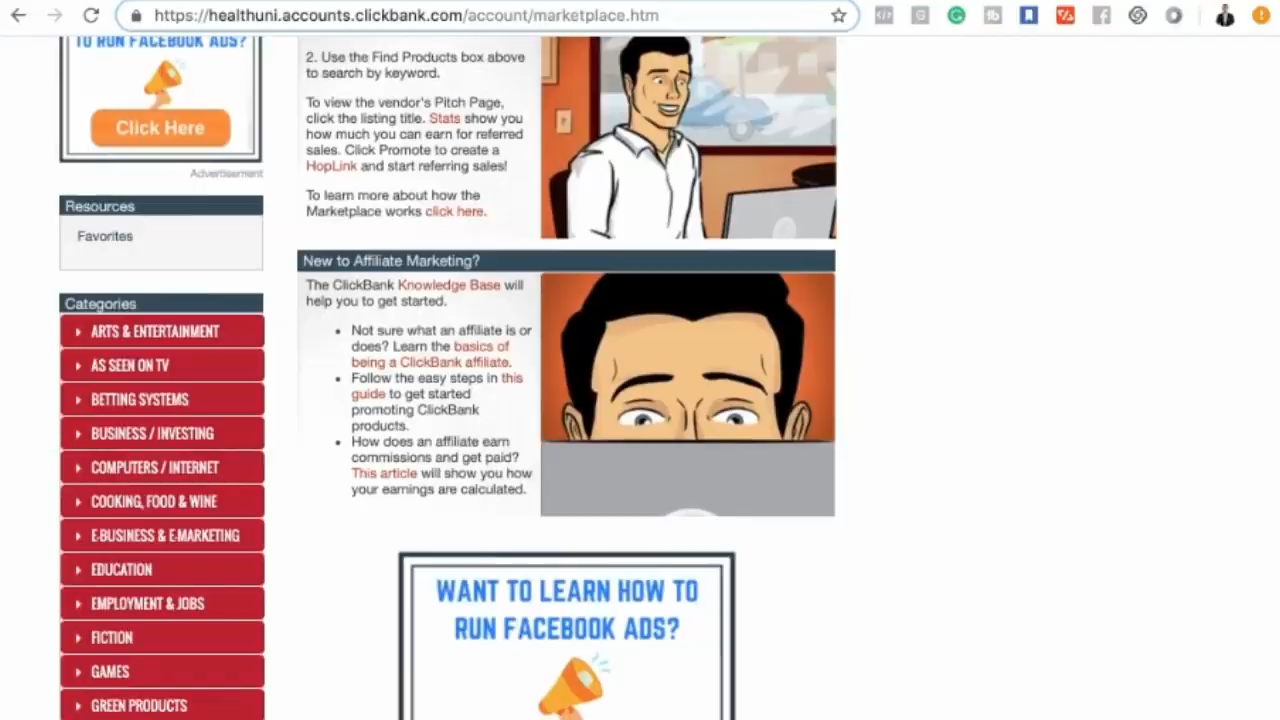 https://healthuni.accounts.clickbank.com/account/marketplace.htm
TO RUN FACEBOOK ADS?
Click Here
Advertisement
Resources
Favorites
Categories
ARTS & ENTERTAINMENT
AS SEEN ON TV
BETTING SYSTEMS
BUSINESS / INVESTING
COMPUTERS / INTERNET
COOKING, FOOD & WINE
E-BUSINESS & E-MARKETING
EDUCATION
EMPLOYMENT & JOBS
FICTION
GAMES
GREEN PRODUCTS
2. Use the Find Products box above
to search by keyword.
To view the vendor's Pitch Page,
click the listing title. Stats show you
how much you can earn for referred
sales. Click Promote to create a
HopLink and start referring sales!
To learn more about how the
Marketplace works click here.
New to Affiliate Marketing?
The ClickBank Knowledge Base will
help you to get started.
• Not sure what an affiliate is or
does? Learn the basics of
being a ClickBank affiliate.
• Follow the easy steps in this
guide to get started
promoting ClickBank
products.
• How does an affiliate earn
commissions and get paid?
This article will show you how
your earnings are calculated.
WANT TO LEARN HOW TO
RUN FACEBOOK ADS?